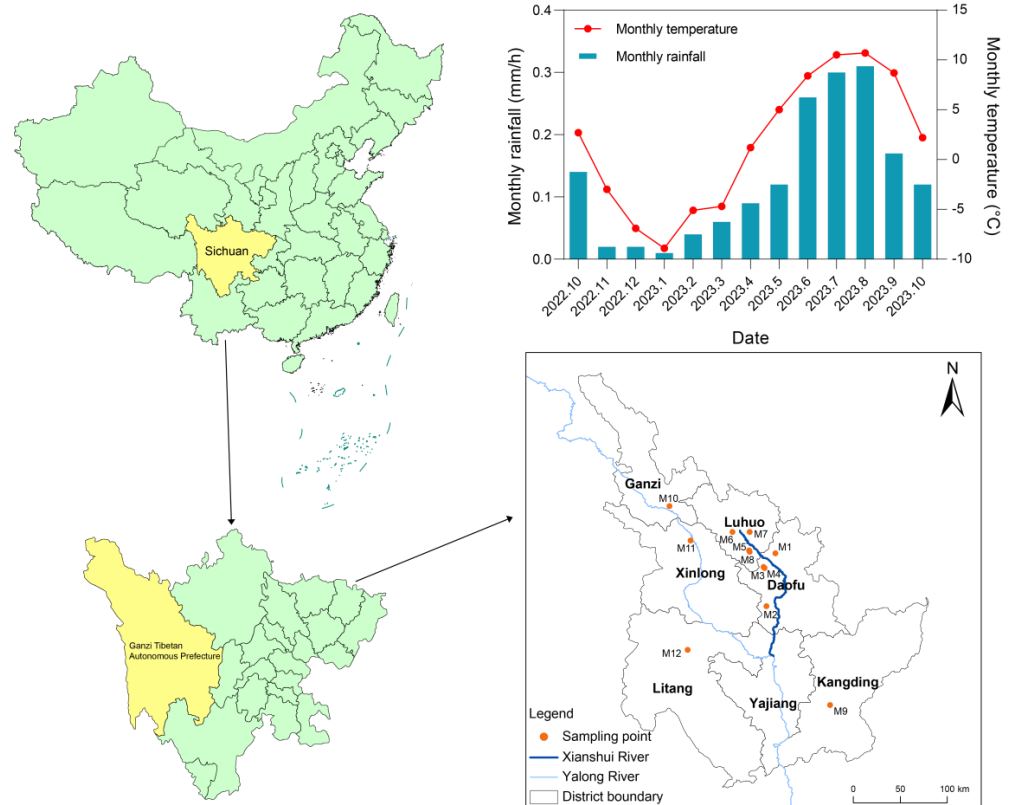 Sichuan
Ganzi Tibetan
Autonomous Prefecture
Monthly temperature
Monthly rainfall
Monthly rainfall (mm/h)
0.4
0.3
0.2
0.1
0.0
Monthly temperature (°C)
15
10
5
0
-5
-10
2022.10
2022.11
2022.12
2023.1
2023.2
2023.3
2023.4
2023.5
2023.6
2023.7
2023.8
2023.9
2023.10
Date
N
Ganzi
M10
Luhuo
M6
M7
M11
M5
M1
M8
Xinlong
M3
M4
Daofu
M2
M12
Litang
Kangding
Yajiang
M9
Legend
Sampling point
Xianshui River
Yalong River
District boundary
0
50
100 km